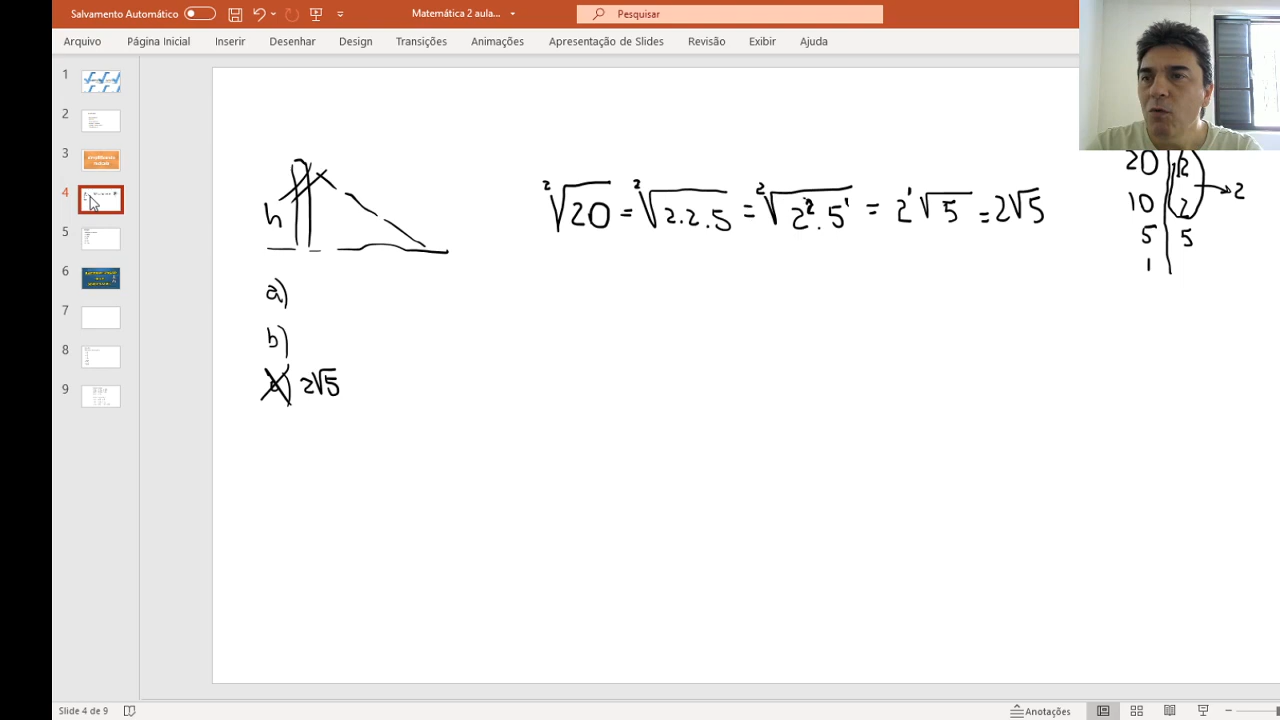 Salvamento Automático
Matemática 2 aula...
Pesquisar
Arquivo Página Inicial Inserir Desenhar Design Transições Animações Apresentação de Slides Revisão Exibir Ajuda
1
2
3
4
5
6
7
8
9
h
²√20 = ²√2.2.5 = ²√2².5¹ = 2¹√5 = 2√5
20 | 2
10 | 2 → 2
5 | 5
1
a)
b)
c) 2√5
Slide 4 de 9
Anotações